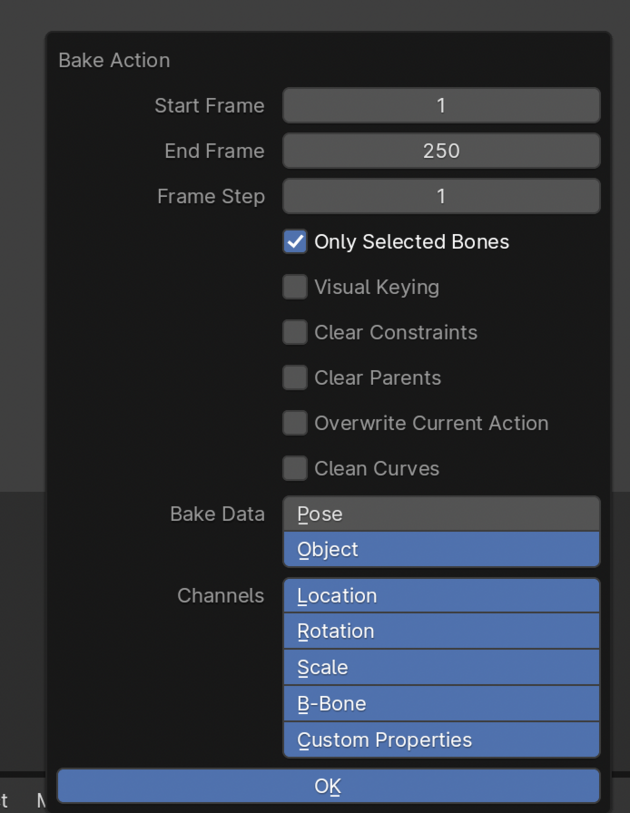 Bake Action
Start Frame 1
End Frame 250
Frame Step 1
Only Selected Bones
Visual Keying
Clear Constraints
Clear Parents
Overwrite Current Action
Clean Curves
Bake Data Pose
Object
Channels Location
Rotation
Scale
B-Bone
Custom Properties
OK